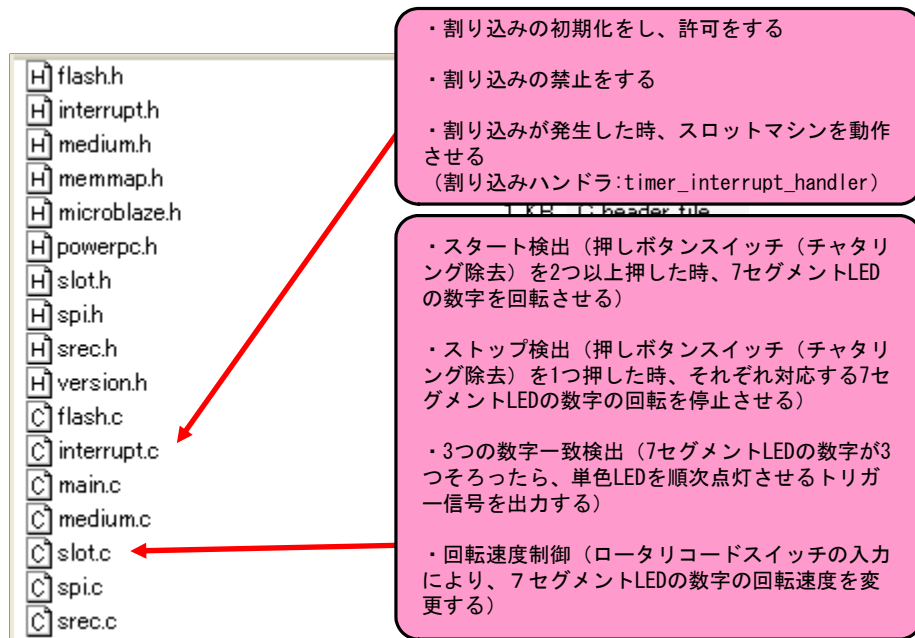 flash.h
interrupt.h
medium.h
memmap.h
microblaze.h
powerpc.h
slot.h
spi.h
srec.h
version.h
flash.c
interrupt.c
main.c
medium.c
slot.c
spi.c
srec.c
・割り込みの初期化をし、許可をする
・割り込みの禁止をする
・割り込みが発生した時、スロットマシンを動作
させる
（割り込みハンドラ:timer_interrupt_handler）
1 KB C header file
・スタート検出（押しボタンスイッチ（チャタリ
ング除去）を2つ以上押した時、7セグメントLED
の数字を回転させる）
・ストップ検出（押しボタンスイッチ（チャタリ
ング除去）を1つ押した時、それぞれ対応する7セ
グメントLEDの数字の回転を停止させる）
・3つの数字一致検出（7セグメントLEDの数字が3
つそろったら、単色LEDを順次点灯させるトリガ
ー信号を出力する）
・回転速度制御（ロータリコードスイッチの入力
により、７セグメントLEDの数字の回転速度を変
更する）